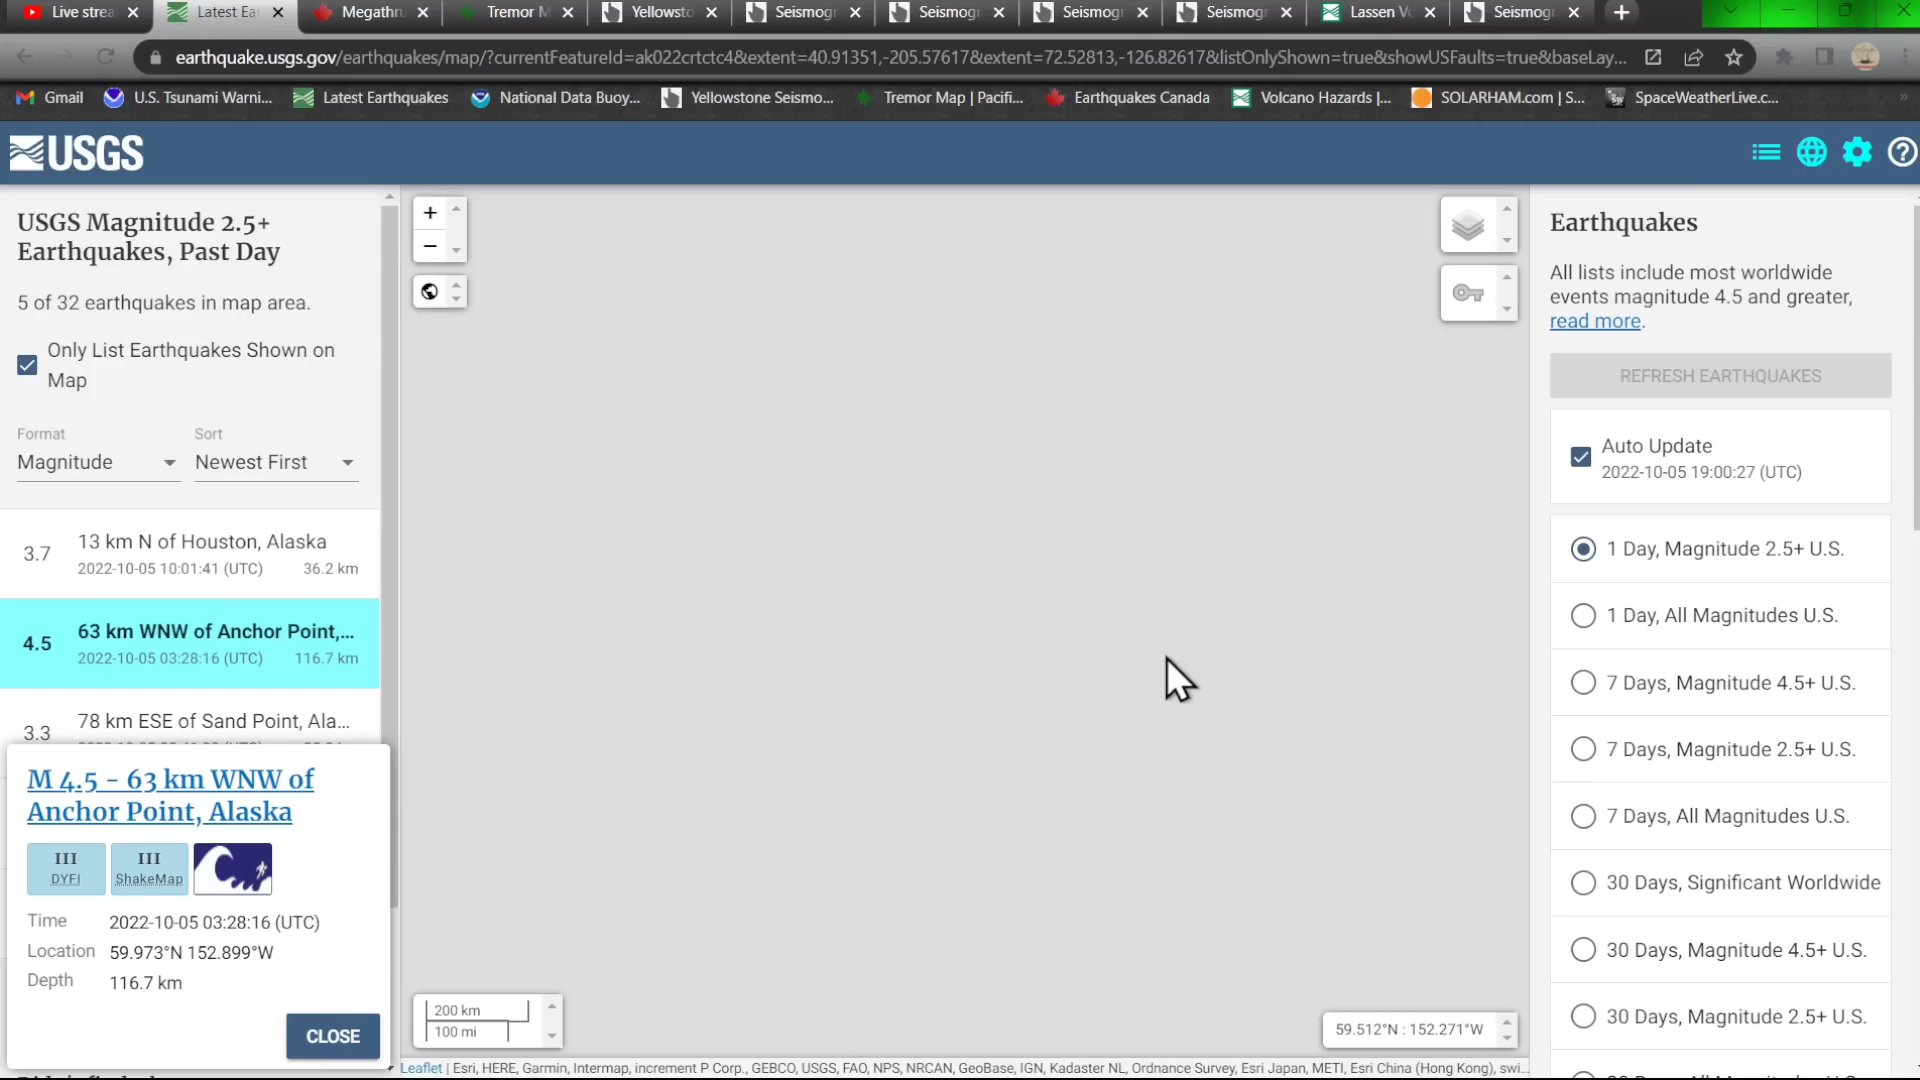 Live strea
Latest Ea
Megathru
Tremor M
Yellowsto
Seismogr
Seismogr
Seismogr
Seismogr
Lassen Vo
Seismogr
earthquake.usgs.gov/earthquakes/map/?currentFeatureId=ak022crtctc4&extent=40.91351,-205.57617&extent=72.52813,-126.82617&listOnlyShown=true&showUSFaults=true&baseLay...
Gmail
U.S. Tsunami Warni...
Latest Earthquakes
National Data Buoy...
Yellowstone Seismo...
Tremor Map | Pacifi...
Earthquakes Canada
Volcano Hazards |...
SOLARHAM.com | S...
SpaceWeatherLive.c...
USGS
USGS Magnitude 2.5+
Earthquakes, Past Day
5 of 32 earthquakes in map area.
Only List Earthquakes Shown on
Map
Format
Sort
Magnitude
Newest First
3.7
13 km N of Houston, Alaska
2022-10-05 10:01:41 (UTC)
36.2 km
4.5
63 km WNW of Anchor Point,...
2022-10-05 03:28:16 (UTC)
116.7 km
3.3
78 km ESE of Sand Point, Ala...
M 4.5 - 63 km WNW of
Anchor Point, Alaska
III
DYFI
III
ShakeMap
Time
2022-10-05 03:28:16 (UTC)
Location
59.973°N 152.899°W
Depth
116.7 km
CLOSE
+
−
200 km
100 mi
59.512°N : 152.271°W
Leaflet | Esri, HERE, Garmin, Intermap, increment P Corp., GEBCO, USGS, FAO, NPS, NRCAN, GeoBase, IGN, Kadaster NL, Ordnance Survey, Esri Japan, METI, Esri China (Hong Kong), swi...
Earthquakes
All lists include most worldwide
events magnitude 4.5 and greater,
read more.
REFRESH EARTHQUAKES
Auto Update
2022-10-05 19:00:27 (UTC)
1 Day, Magnitude 2.5+ U.S.
1 Day, All Magnitudes U.S.
7 Days, Magnitude 4.5+ U.S.
7 Days, Magnitude 2.5+ U.S.
7 Days, All Magnitudes U.S.
30 Days, Significant Worldwide
30 Days, Magnitude 4.5+ U.S.
30 Days, Magnitude 2.5+ U.S.